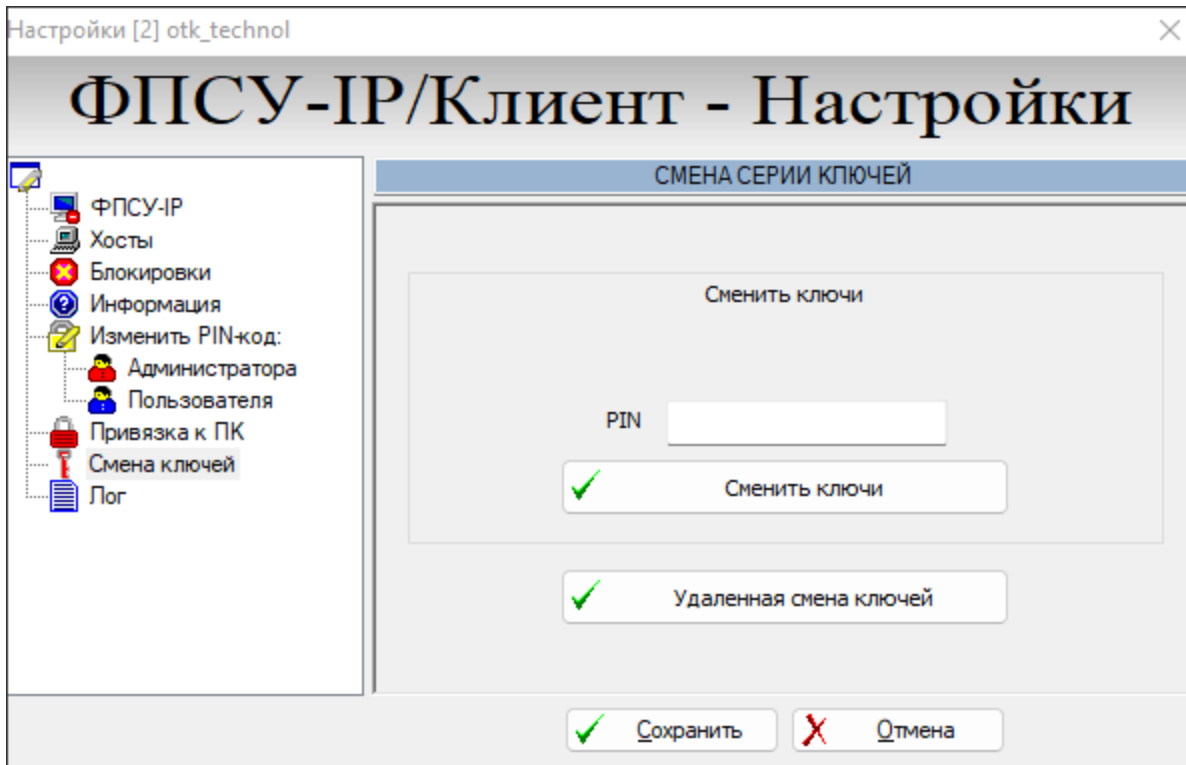 Настройки [2] otk_technol
ФПСУ-IP/Клиент - Настройки
ФПСУ-IP
Хосты
Блокировки
Информация
Изменить PIN-код:
Администратора
Пользователя
Привязка к ПК
Смена ключей
Лог
СМЕНА СЕРИИ КЛЮЧЕЙ
Сменить ключи
PIN
Сменить ключи
Удаленная смена ключей
Сохранить
Отмена